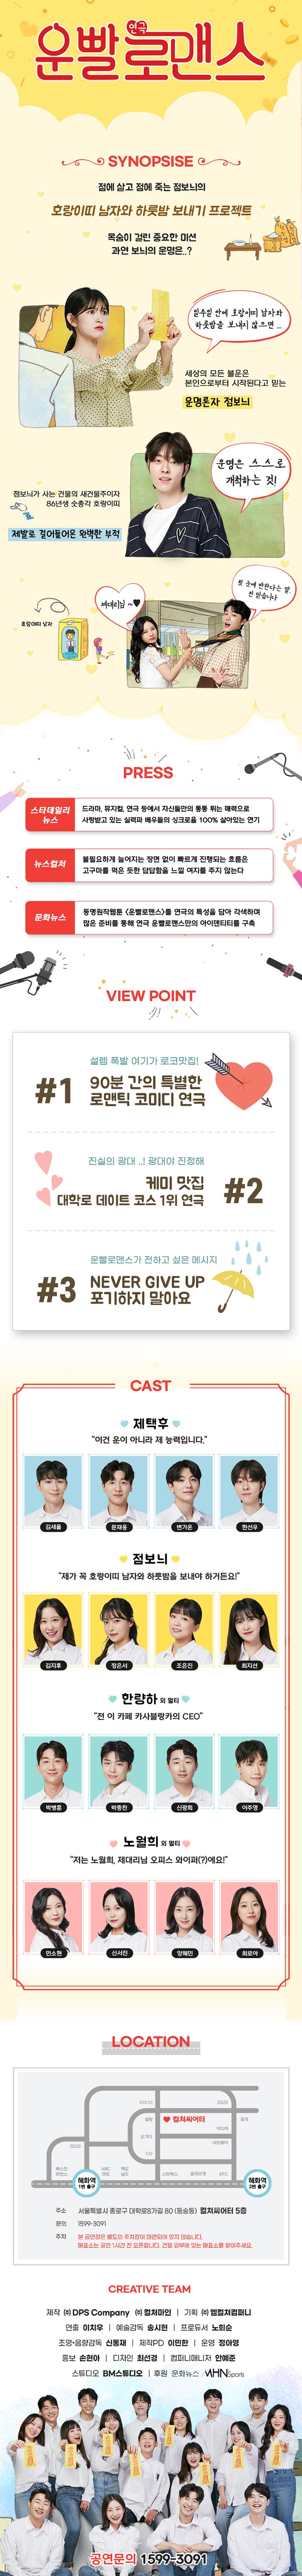 연극
운빨로맨스
SYNOPSISE
점에 살고 점에 죽는 점보늬의
호랑이띠 남자와 하룻밤 보내기 프로젝트
목숨이 걸린 중요한 미션
과연 보늬의 운명은..?
일주일 안에 호랑이띠 남자와
하룻밤을 보내지 않으면 ...
세상의 모든 불운은
본인으로부터 시작된다고 믿는
운명론자 점보늬
운명은 스스로
개척하는 것!
점보늬가 사는 건물의 새건물주이자
86년생 숫총각 호랑이띠
제발로 걸어들어온 완벽한 부적
첫 눈에 반한다는 말,
전 믿습니다
제대리님 ~♥
호랑이띠 남자
PRESS
스타데일리
뉴스
드라마, 뮤지컬, 연극 등에서 자신들만의 통통 튀는 매력으로
사랑받고 있는 실력파 배우들의 싱크로율 100% 살아있는 연기
뉴스컬처
불필요하게 늘어지는 장면 없이 빠르게 진행되는 흐름은
고구마를 먹은 듯한 답답함을 느낄 여지를 주지 않는다
문화뉴스
동명원작웹툰 <운빨로맨스>를 연극의 특성을 담아 각색하며
많은 준비를 통해 연극 운빨로맨스만의 아이덴티티를 구축
VIEW POINT
#1
설렘 폭발 여기가 로코맛집!
90분 간의 특별한
로맨틱 코미디 연극
진실의 광대 ..! 광대야 진정해
케미 맛집
대학로 데이트 코스 1위 연극
#2
운빨로맨스가 전하고 싶은 메시지
#3
NEVER GIVE UP
포기하지 말아요
CAST
제택후
"이건 운이 아니라 제 능력입니다."
김세율 문재웅 변가온 한선우
점보늬
"제가 꼭 호랑이띠 남자와 하룻밤을 보내야 하거든요!"
김지후 장은서 조은진 최지선
한량하 외 멀티
"전 이 카페 카사블랑카의 CEO"
박병훈 박종찬 신광희 이주영
노월희 외 멀티
"저는 노월희, 제대리님 오피스 와이퍼(?)에요!"
민소현 신서진 양혜민 최로아
LOCATION
GS25
컬쳐씨어터
CU
GS25
ABC
마트
스타벅스
KFC
혜화역
1번 출구
혜화역
2번 출구
주소 서울특별시 종로구 대학로8가길 80 (동숭동) 컬쳐씨어터 5층
문의 1599-3091
주차 본 공연장은 별도의 주차장이 마련되어 있지 않습니다.
매표소는 공연 1시간 전 오픈합니다. 건물 외부에 있는 매표소를 찾아주세요.
CREATIVE TEAM
제작 ㈜ DPS Company ㈜ 컬쳐마인 | 기획 ㈜ 엠컬쳐컴퍼니
연출 이치우 | 예술감독 송시현 | 프로듀서 노희순
조명·음향감독 신동재 | 제작PD 이민한 | 운영 정아영
홍보 손현아 | 디자인 최선경 | 컴퍼니매니저 안예준
스튜디오 BM스튜디오 | 후원 문화뉴스 / MHN Sports
공연문의 1599-3091